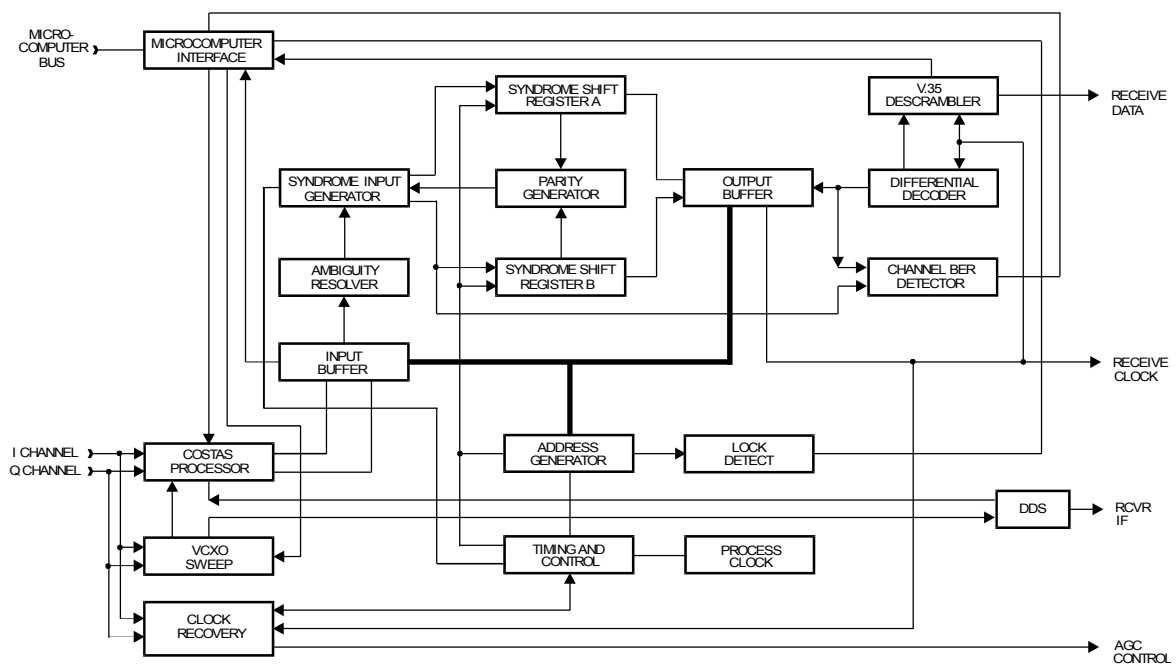 MICRO-
COMPUTER
BUS
MICROCOMPUTER
INTERFACE
SYNDROME SHIFT
REGISTER A
V.35
DESCRAMBLER
RECEIVE
DATA
SYNDROME INPUT
GENERATOR
PARITY
GENERATOR
OUTPUT
BUFFER
DIFFERENTIAL
DECODER
AMBIGUITY
RESOLVER
SYNDROME SHIFT
REGISTER B
CHANNEL BER
DETECTOR
INPUT
BUFFER
RECEIVE
CLOCK
I CHANNEL
Q CHANNEL
COSTAS
PROCESSOR
ADDRESS
GENERATOR
LOCK
DETECT
DDS
RCVR
IF
VCXO
SWEEP
TIMING AND
CONTROL
PROCESS
CLOCK
CLOCK
RECOVERY
AGC
CONTROL